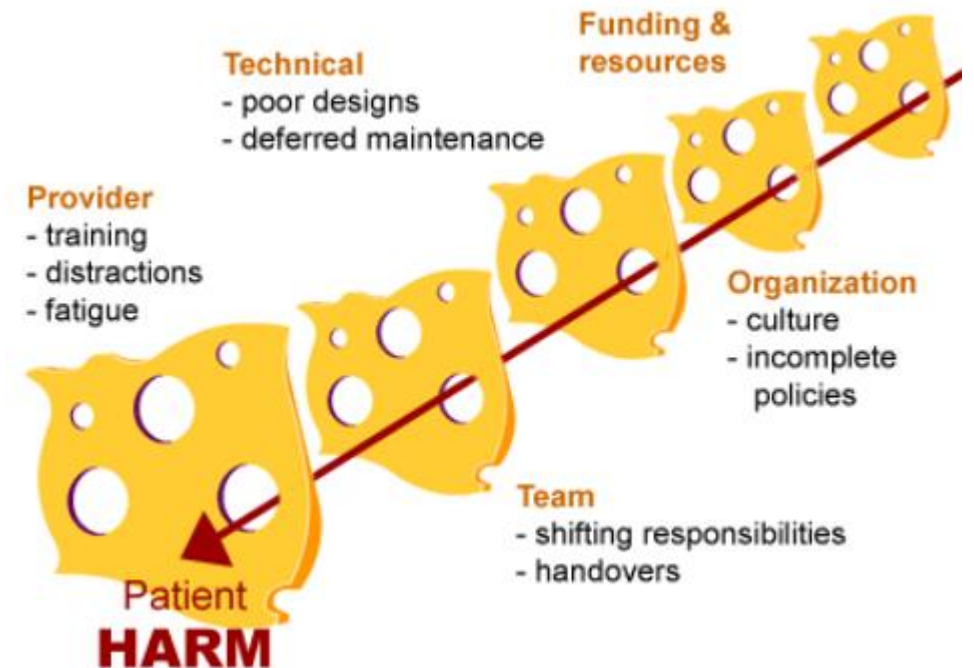 Funding &
resources
Technical
- poor designs
- deferred maintenance
Provider
- training
- distractions
- fatigue
Organization
- culture
- incomplete
policies
Team
- shifting responsibilities
- handovers
Patient
HARM